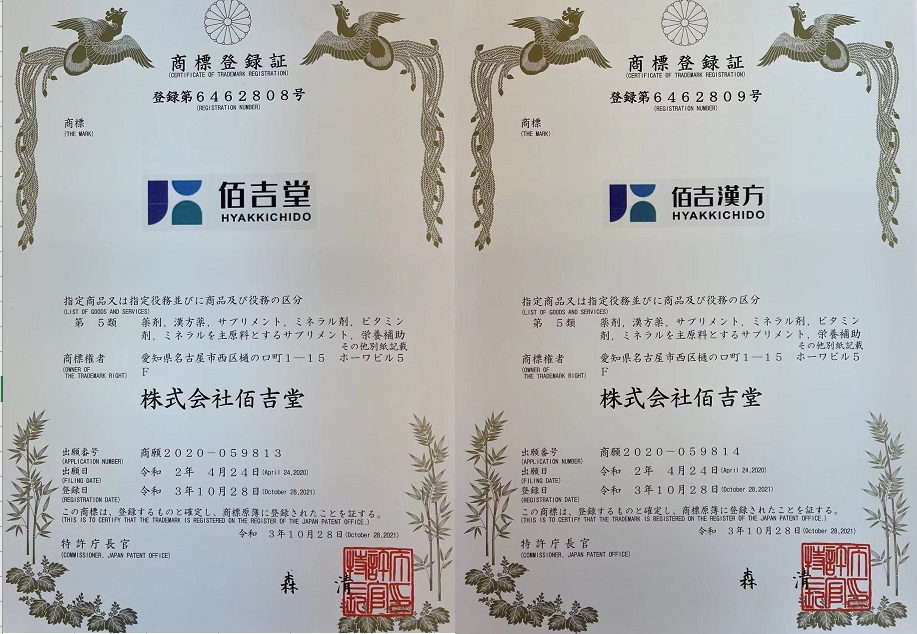 商標登録証
(CERTIFICATE OF TRADEMARK REGISTRATION)
登録第6462808号
(REGISTRATION NUMBER)
商標
(THE MARK)
佰吉堂
HYAKKICHIDO
指定商品又は指定役務並びに商品及び役務の区分
(LIST OF GOODS AND SERVICES)
第 5類 薬剤，漢方薬，サプリメント，ミネラル剤，ビタミン
剤，ミネラルを主原料とするサプリメント，栄養補助
その他別紙記載
商標権者 愛知県名古屋市西区樋の口町1－15 ホーワビル5
(OWNER OF
THE TRADEMARK RIGHT)
F
株式会社佰吉堂
出願番号 商願2020－059813
(APPLICATION NUMBER)
出願日 令和 2年 4月24日(April 24,2020)
(FILING DATE)
登録日 令和 3年10月28日(October 28,2021)
(REGISTRATION DATE)
この商標は、登録するものと確定し、商標原簿に登録されたことを証する。
(THIS IS TO CERTIFY THAT THE TRADEMARK IS REGISTERED ON THE REGISTER OF THE JAPAN PATENT OFFICE.)
令和 3年10月28日(October 28,2021)
特許庁長官
(COMMISSIONER, JAPAN PATENT OFFICE)
森 清
特許庁長官之印
商標登録証
(CERTIFICATE OF TRADEMARK REGISTRATION)
登録第6462809号
(REGISTRATION NUMBER)
商標
(THE MARK)
佰吉漢方
HYAKKICHIDO
指定商品又は指定役務並びに商品及び役務の区分
(LIST OF GOODS AND SERVICES)
第 5類 薬剤，漢方薬，サプリメント，ミネラル剤，ビタミン
剤，ミネラルを主原料とするサプリメント，栄養補助
その他別紙記載
商標権者 愛知県名古屋市西区樋の口町1－15 ホーワビル5
(OWNER OF
THE TRADEMARK RIGHT)
F
株式会社佰吉堂
出願番号 商願2020－059814
(APPLICATION NUMBER)
出願日 令和 2年 4月24日(April 24,2020)
(FILING DATE)
登録日 令和 3年10月28日(October 28,2021)
(REGISTRATION DATE)
この商標は、登録するものと確定し、商標原簿に登録されたことを証する。
(THIS IS TO CERTIFY THAT THE TRADEMARK IS REGISTERED ON THE REGISTER OF THE JAPAN PATENT OFFICE.)
令和 3年10月28日(October 28,2021)
特許庁長官
(COMMISSIONER, JAPAN PATENT OFFICE)
森 清
特許庁長官之印